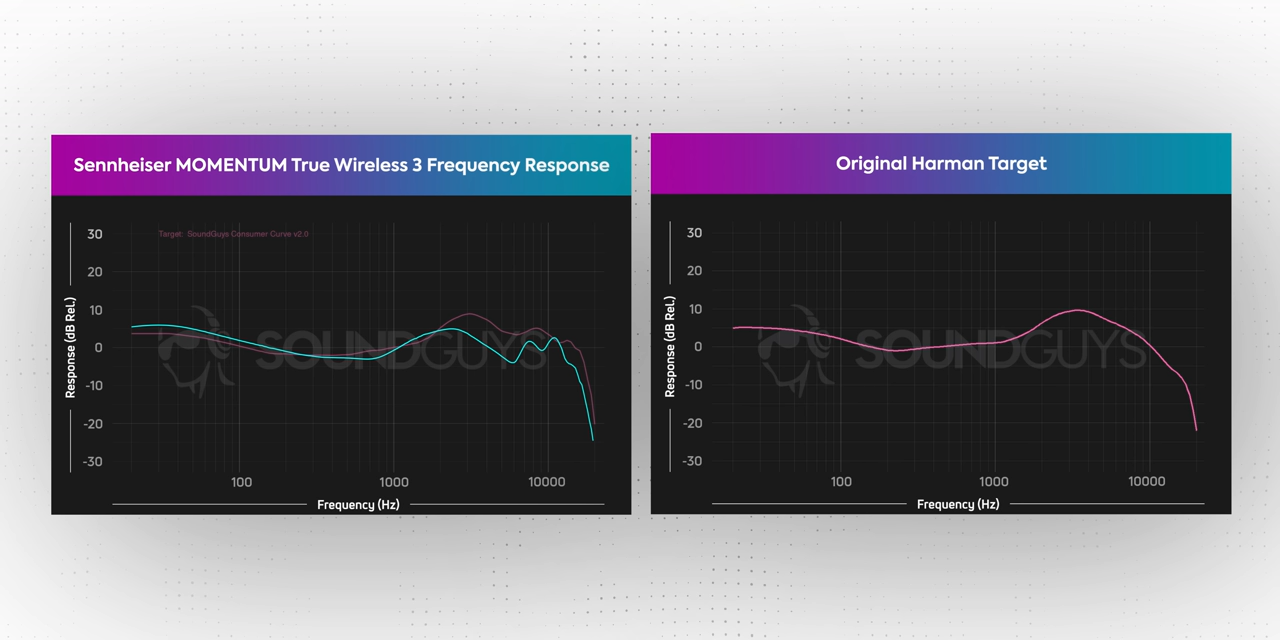 Sennheiser MOMENTUM True Wireless 3 Frequency Response
Target: SoundGuys Consumer Curve v2.0
30
20
10
0
-10
-20
-30
Response (dB Rel.)
SOUNDGUYS
100
1000
10000
Frequency (Hz)
Original Harman Target
30
20
10
0
-10
-20
-30
Response (dB Rel.)
SOUNDGUYS
100
1000
10000
Frequency (Hz)